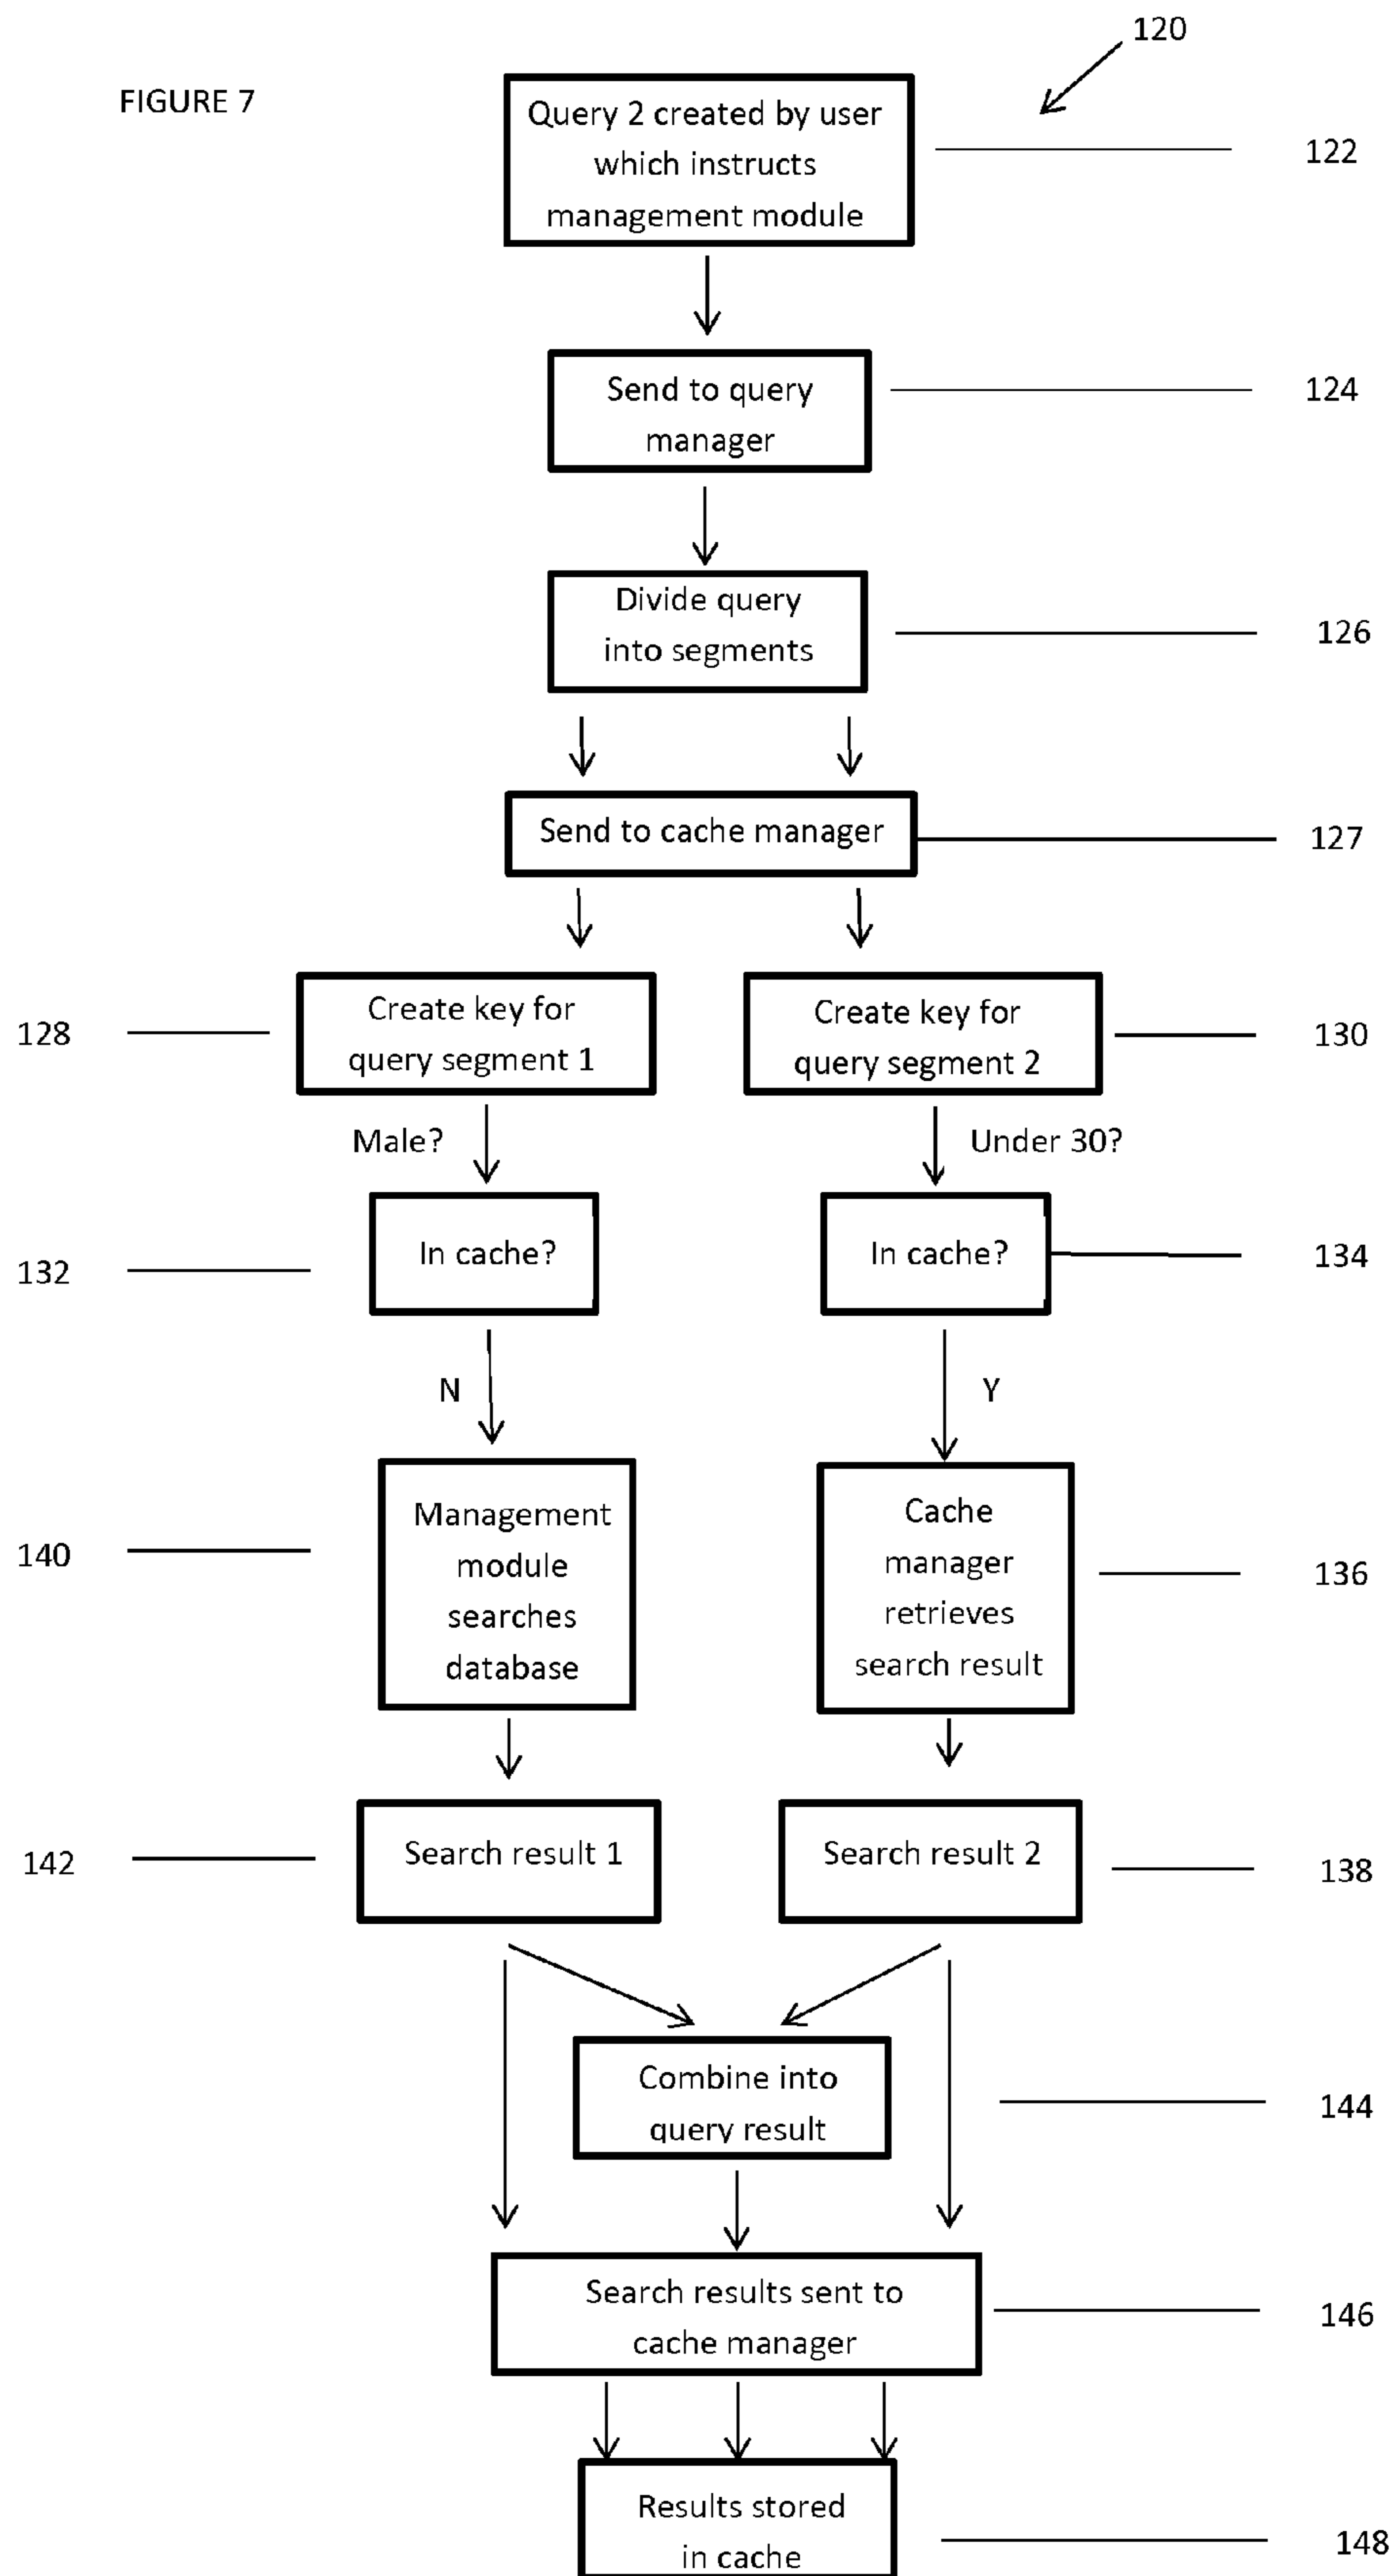 120
FIGURE 7
Query 2 created by user
which instructs
management module
122
Send to query
manager
124
Divide query
into segments
126
Send to cache manager
127
128
Create key for
query segment 1
Create key for
query segment 2
130
Male?
Under 30?
132
In cache?
In cache?
134
N
Y
140
Management
module
searches
database
Cache
manager
retrieves
search result
136
142
Search result 1
Search result 2
138
Combine into
query result
144
Search results sent to
cache manager
146
Results stored
in cache
148